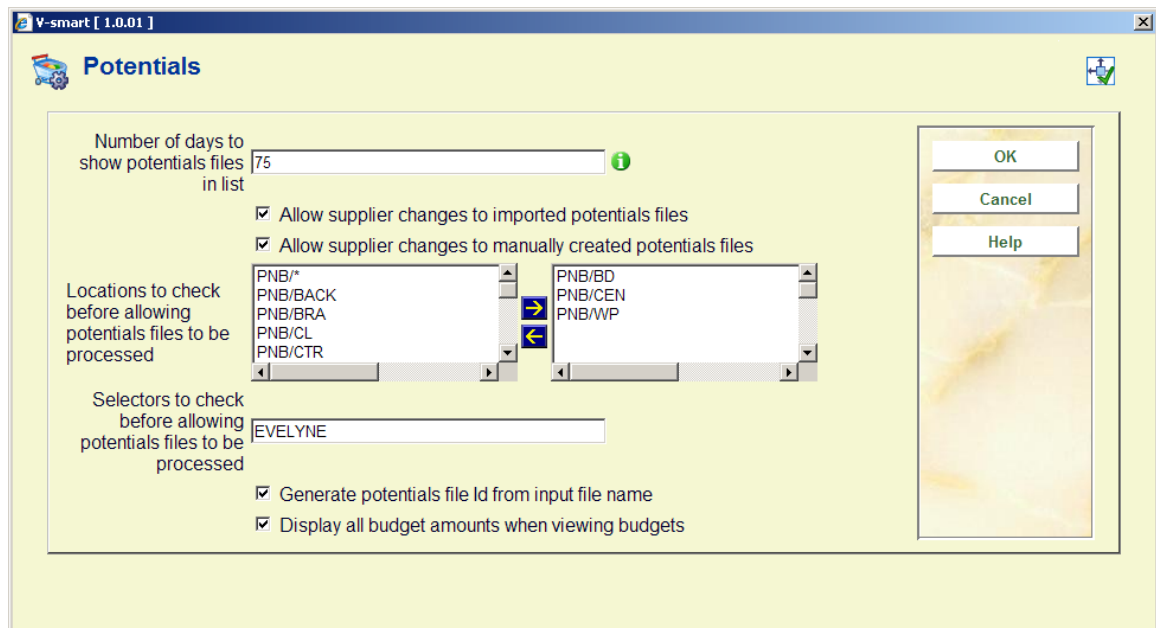 V-smart [ 1.0.01 ]
Potentials
Number of days to
show potentials files
in list
75
Allow supplier changes to imported potentials files
Allow supplier changes to manually created potentials files
Locations to check
before allowing
potentials files to be
processed
PNB/*
PNB/BACK
PNB/BRA
PNB/CL
PNB/CTR
PNB/BD
PNB/CEN
PNB/WP
Selectors to check
before allowing
potentials files to be
processed
EVELYNE
Generate potentials file Id from input file name
Display all budget amounts when viewing budgets
OK
Cancel
Help